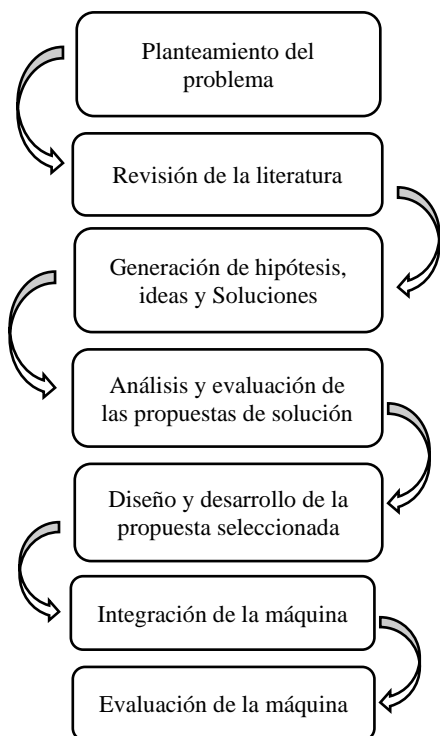 Planteamiento del
problema
Revisión de la literatura
Generación de hipótesis,
ideas y Soluciones
Análisis y evaluación de
las propuestas de solución
Diseño y desarrollo de la
propuesta seleccionada
Integración de la máquina
Evaluación de la máquina